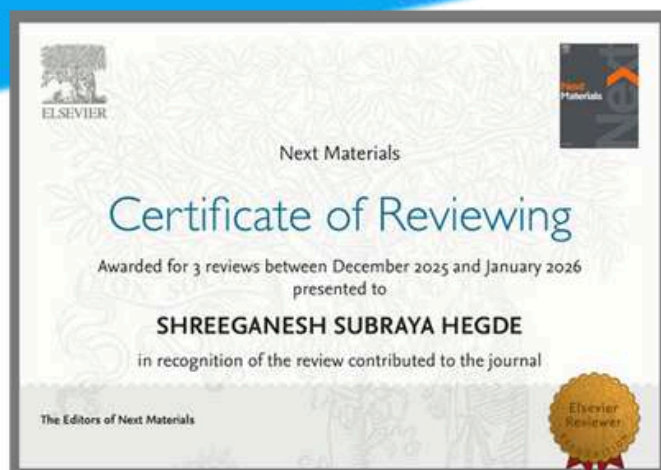 ELSEVIER
Next
Materials
Next
Next Materials
Certificate of Reviewing
Awarded for 3 reviews between December 2025 and January 2026
presented to
SHREEGANESH SUBRAYA HEGDE
in recognition of the review contributed to the journal
The Editors of Next Materials
Elsevier
Reviewer